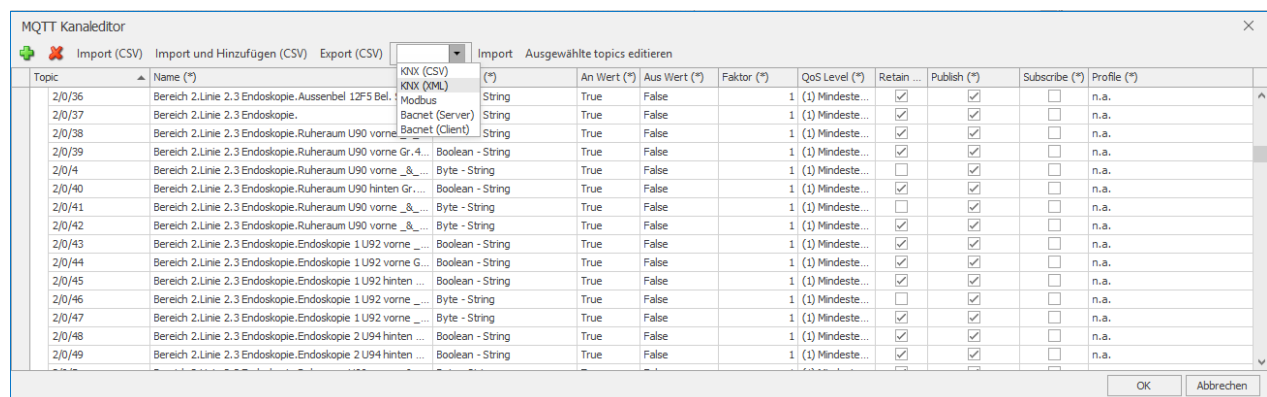 MQTT Kanaleditor
Import (CSV) Import und Hinzufügen (CSV) Export (CSV) Import Ausgewählte topics editieren
KNX (CSV)
KNX (XML)
Modbus
Bacnet (Server)
Bacnet (Client)
Topic Name (*) (*) An Wert (*) Aus Wert (*) Faktor (*) QoS Level (*) Retain ... Publish (*) Subscribe (*) Profile (*)
2/0/36 Bereich 2.Linie 2.3 Endoskopie.Aussenbel 12F5 Bel. String True False 1 (1) Mindeste... n.a.
2/0/37 Bereich 2.Linie 2.3 Endoskopie. String True False 1 (1) Mindeste... n.a.
2/0/38 Bereich 2.Linie 2.3 Endoskopie.Ruheraum U90 vorne _&_... String True False 1 (1) Mindeste... n.a.
2/0/39 Bereich 2.Linie 2.3 Endoskopie.Ruheraum U90 vorne Gr.4... Boolean - String True False 1 (1) Mindeste... n.a.
2/0/4 Bereich 2.Linie 2.3 Endoskopie.Ruheraum U90 vorne _&_... Byte - String True False 1 (1) Mindeste... n.a.
2/0/40 Bereich 2.Linie 2.3 Endoskopie.Ruheraum U90 hinten Gr.... Boolean - String True False 1 (1) Mindeste... n.a.
2/0/41 Bereich 2.Linie 2.3 Endoskopie.Ruheraum U90 vorne _&_... Byte - String True False 1 (1) Mindeste... n.a.
2/0/42 Bereich 2.Linie 2.3 Endoskopie.Ruheraum U90 vorne _&_... Byte - String True False 1 (1) Mindeste... n.a.
2/0/43 Bereich 2.Linie 2.3 Endoskopie.Endoskopie 1 U92 vorne _... Boolean - String True False 1 (1) Mindeste... n.a.
2/0/44 Bereich 2.Linie 2.3 Endoskopie.Endoskopie 1 U92 vorne G... Boolean - String True False 1 (1) Mindeste... n.a.
2/0/45 Bereich 2.Linie 2.3 Endoskopie.Endoskopie 1 U92 hinten ... Boolean - String True False 1 (1) Mindeste... n.a.
2/0/46 Bereich 2.Linie 2.3 Endoskopie.Endoskopie 1 U92 vorne _... Byte - String True False 1 (1) Mindeste... n.a.
2/0/47 Bereich 2.Linie 2.3 Endoskopie.Endoskopie 1 U92 vorne _... Byte - String True False 1 (1) Mindeste... n.a.
2/0/48 Bereich 2.Linie 2.3 Endoskopie.Endoskopie 2 U94 hinten ... Boolean - String True False 1 (1) Mindeste... n.a.
2/0/49 Bereich 2.Linie 2.3 Endoskopie.Endoskopie 2 U94 hinten ... Boolean - String True False 1 (1) Mindeste... n.a.
OK Abbrechen